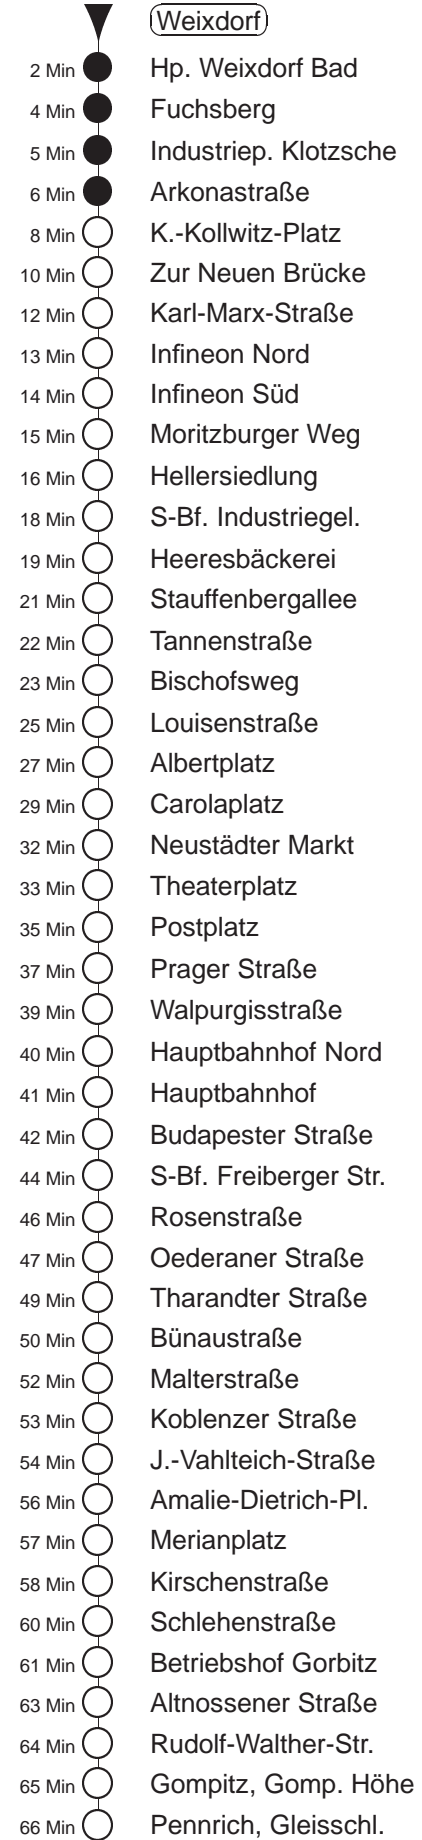 Weixdorf
2 Min Hp. Weixdorf Bad
4 Min Fuchsberg
5 Min Industriep. Klotzsche
6 Min Arkonastraße
8 Min K.-Kollwitz-Platz
10 Min Zur Neuen Brücke
12 Min Karl-Marx-Straße
13 Min Infineon Nord
14 Min Infineon Süd
15 Min Moritzburger Weg
16 Min Hellersiedlung
18 Min S-Bf. Industriegel.
19 Min Heeresbäckerei
21 Min Stauffenbergallee
22 Min Tannenstraße
23 Min Bischofsweg
25 Min Louisenstraße
27 Min Albertplatz
29 Min Carolaplatz
32 Min Neustädter Markt
33 Min Theaterplatz
35 Min Postplatz
37 Min Prager Straße
39 Min Walpurgisstraße
40 Min Hauptbahnhof Nord
41 Min Hauptbahnhof
42 Min Budapester Straße
44 Min S-Bf. Freiberger Str.
46 Min Rosenstraße
47 Min Oederaner Straße
49 Min Tharandter Straße
50 Min Bünaustraße
52 Min Malterstraße
53 Min Koblenzer Straße
54 Min J.-Vahlteich-Straße
56 Min Amalie-Dietrich-Pl.
57 Min Merianplatz
58 Min Kirschenstraße
60 Min Schlehenstraße
61 Min Betriebshof Gorbitz
63 Min Altnossener Straße
64 Min Rudolf-Walther-Str.
65 Min Gompitz, Gomp. Höhe
66 Min Pennrich, Gleisschl.